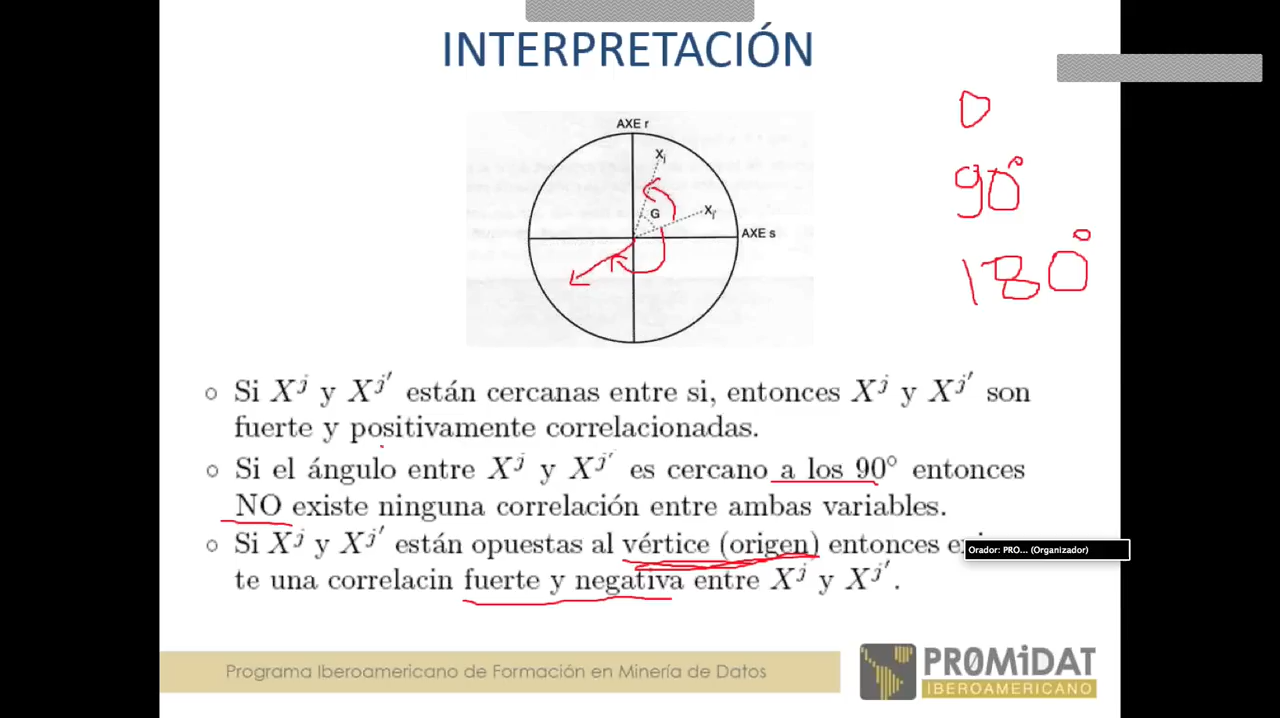 INTERPRETACIÓN
0
90°
180°
AXE r
Xj
G
Xj'
AXE s
○ Si X^j y X^j' están cercanas entre si, entonces X^j y X^j' son
fuerte y positivamente correlacionadas.
○ Si el ángulo entre X^j y X^j' es cercano a los 90° entonces
NO existe ninguna correlación entre ambas variables.
○ Si X^j y X^j' están opuestas al vértice (origen) entonces
te una correlacin fuerte y negativa entre X^j y X^j'.
Orador: PRO... (Organizador)
Programa Iberoamericano de Formación en Minería de Datos
PR0MiDAT
IBEROAMERICANO